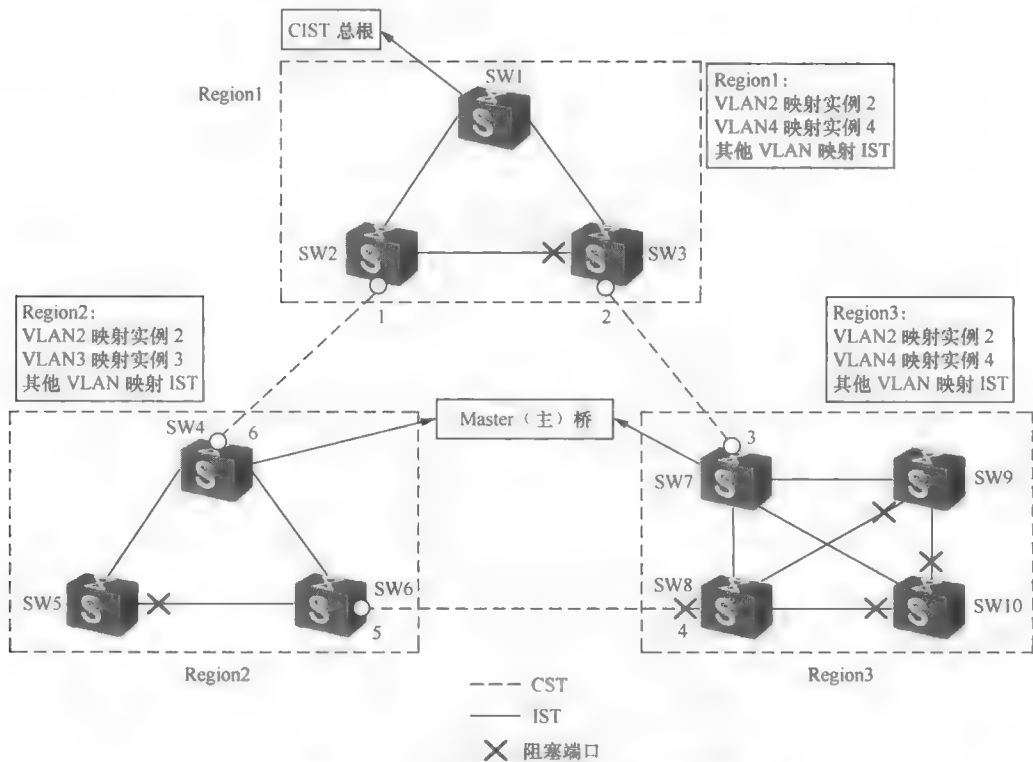 CIST 总根
SW1
Region1
Region1:
VLAN2 映射实例 2
VLAN4 映射实例 4
其他 VLAN 映射 IST
SW2
SW3
1
2
Region2:
VLAN2 映射实例 2
VLAN3 映射实例 3
其他 VLAN 映射 IST
Region3:
VLAN2 映射实例 2
VLAN4 映射实例 4
其他 VLAN 映射 IST
Master（主）桥
SW4
6
3
SW7
SW9
SW5
SW6
5
SW8
4
SW10
Region2
Region3
CST
IST
阻塞端口